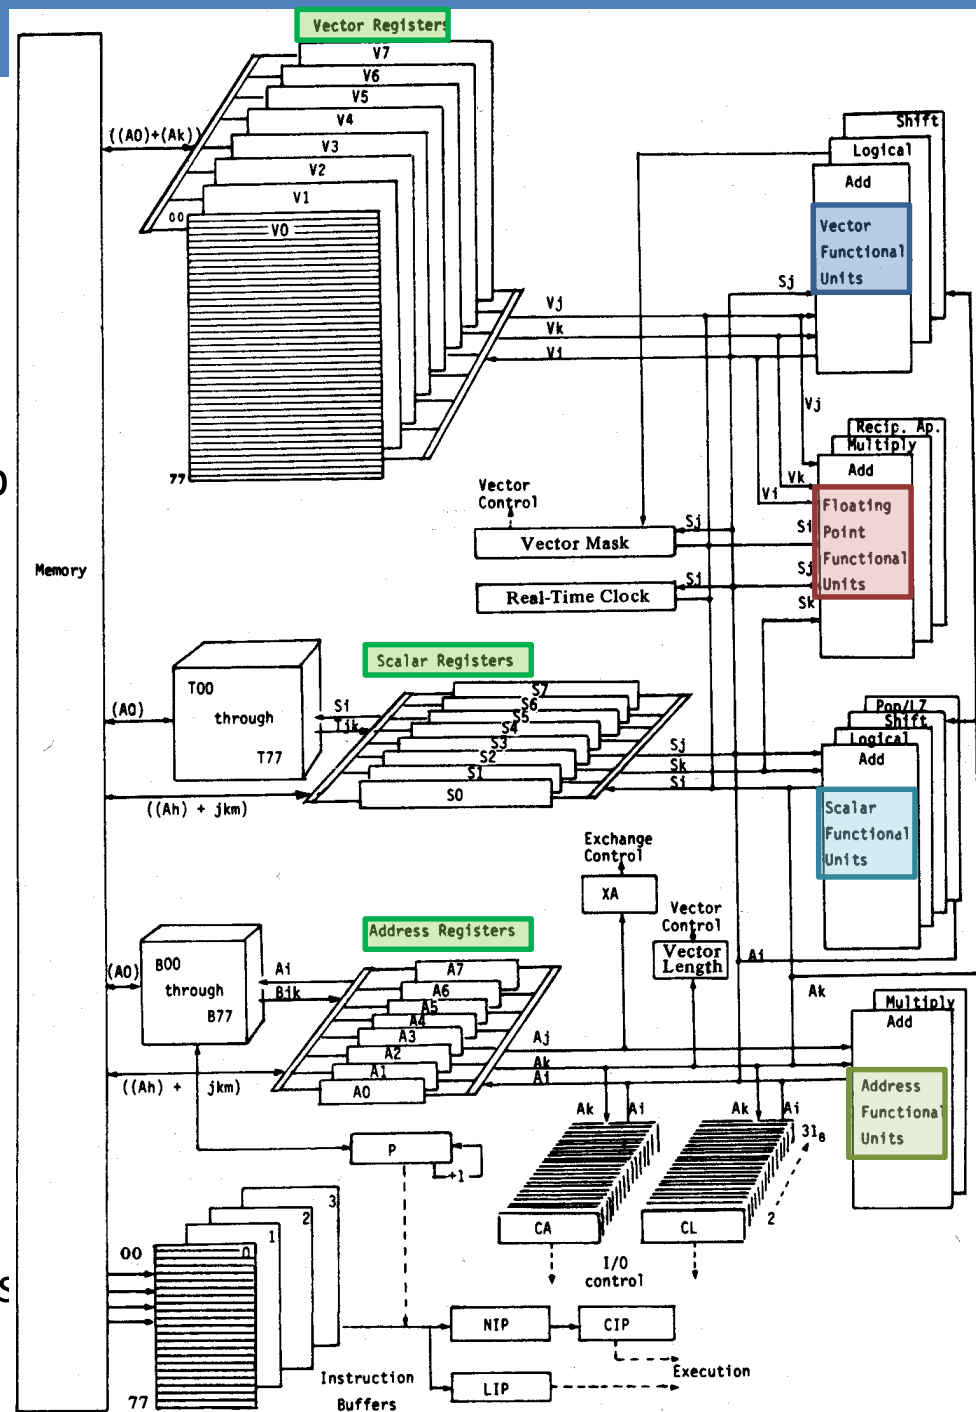 Vector Registers
V7
V6
V5
V4
V3
V2
V1
V0
00
77
((A0)+(Ak))
Memory
Shift
Logical
Add
Vector
Functional
Units
Sj
Vj
Vk
Vi
Vj
Recip. Ap.
Multiply
Add
Vk
Vi
Floating
Point
Functional
Units
Vector
Control
Sj
Si
Vector Mask
Sj
Si
Real-Time Clock
Sk
Scalar Registers
T00
through
T77
(A0)
Si
Tjk
S7
S6
S5
S4
S3
S2
S1
S0
((Ah) + jkm)
Sj
Sk
Si
Pop/LZ
Shift
Logical
Add
Scalar
Functional
Units
Exchange
Control
XA
Vector
Control
Vector
Length
Ai
Ak
Address Registers
B00
through
B77
(A0)
Ai
Bjk
A7
A6
A5
A4
A3
A2
A1
A0
((Ah) + jkm)
Aj
Ak
Ai
Multiply
Add
Address
Functional
Units
Ak
Ai
Ak
Ai
P
+1
CA
CL
2
31₈
I/O
control
3
2
1
0
00
77
Instruction
Buffers
NIP
CIP
LIP
Execution